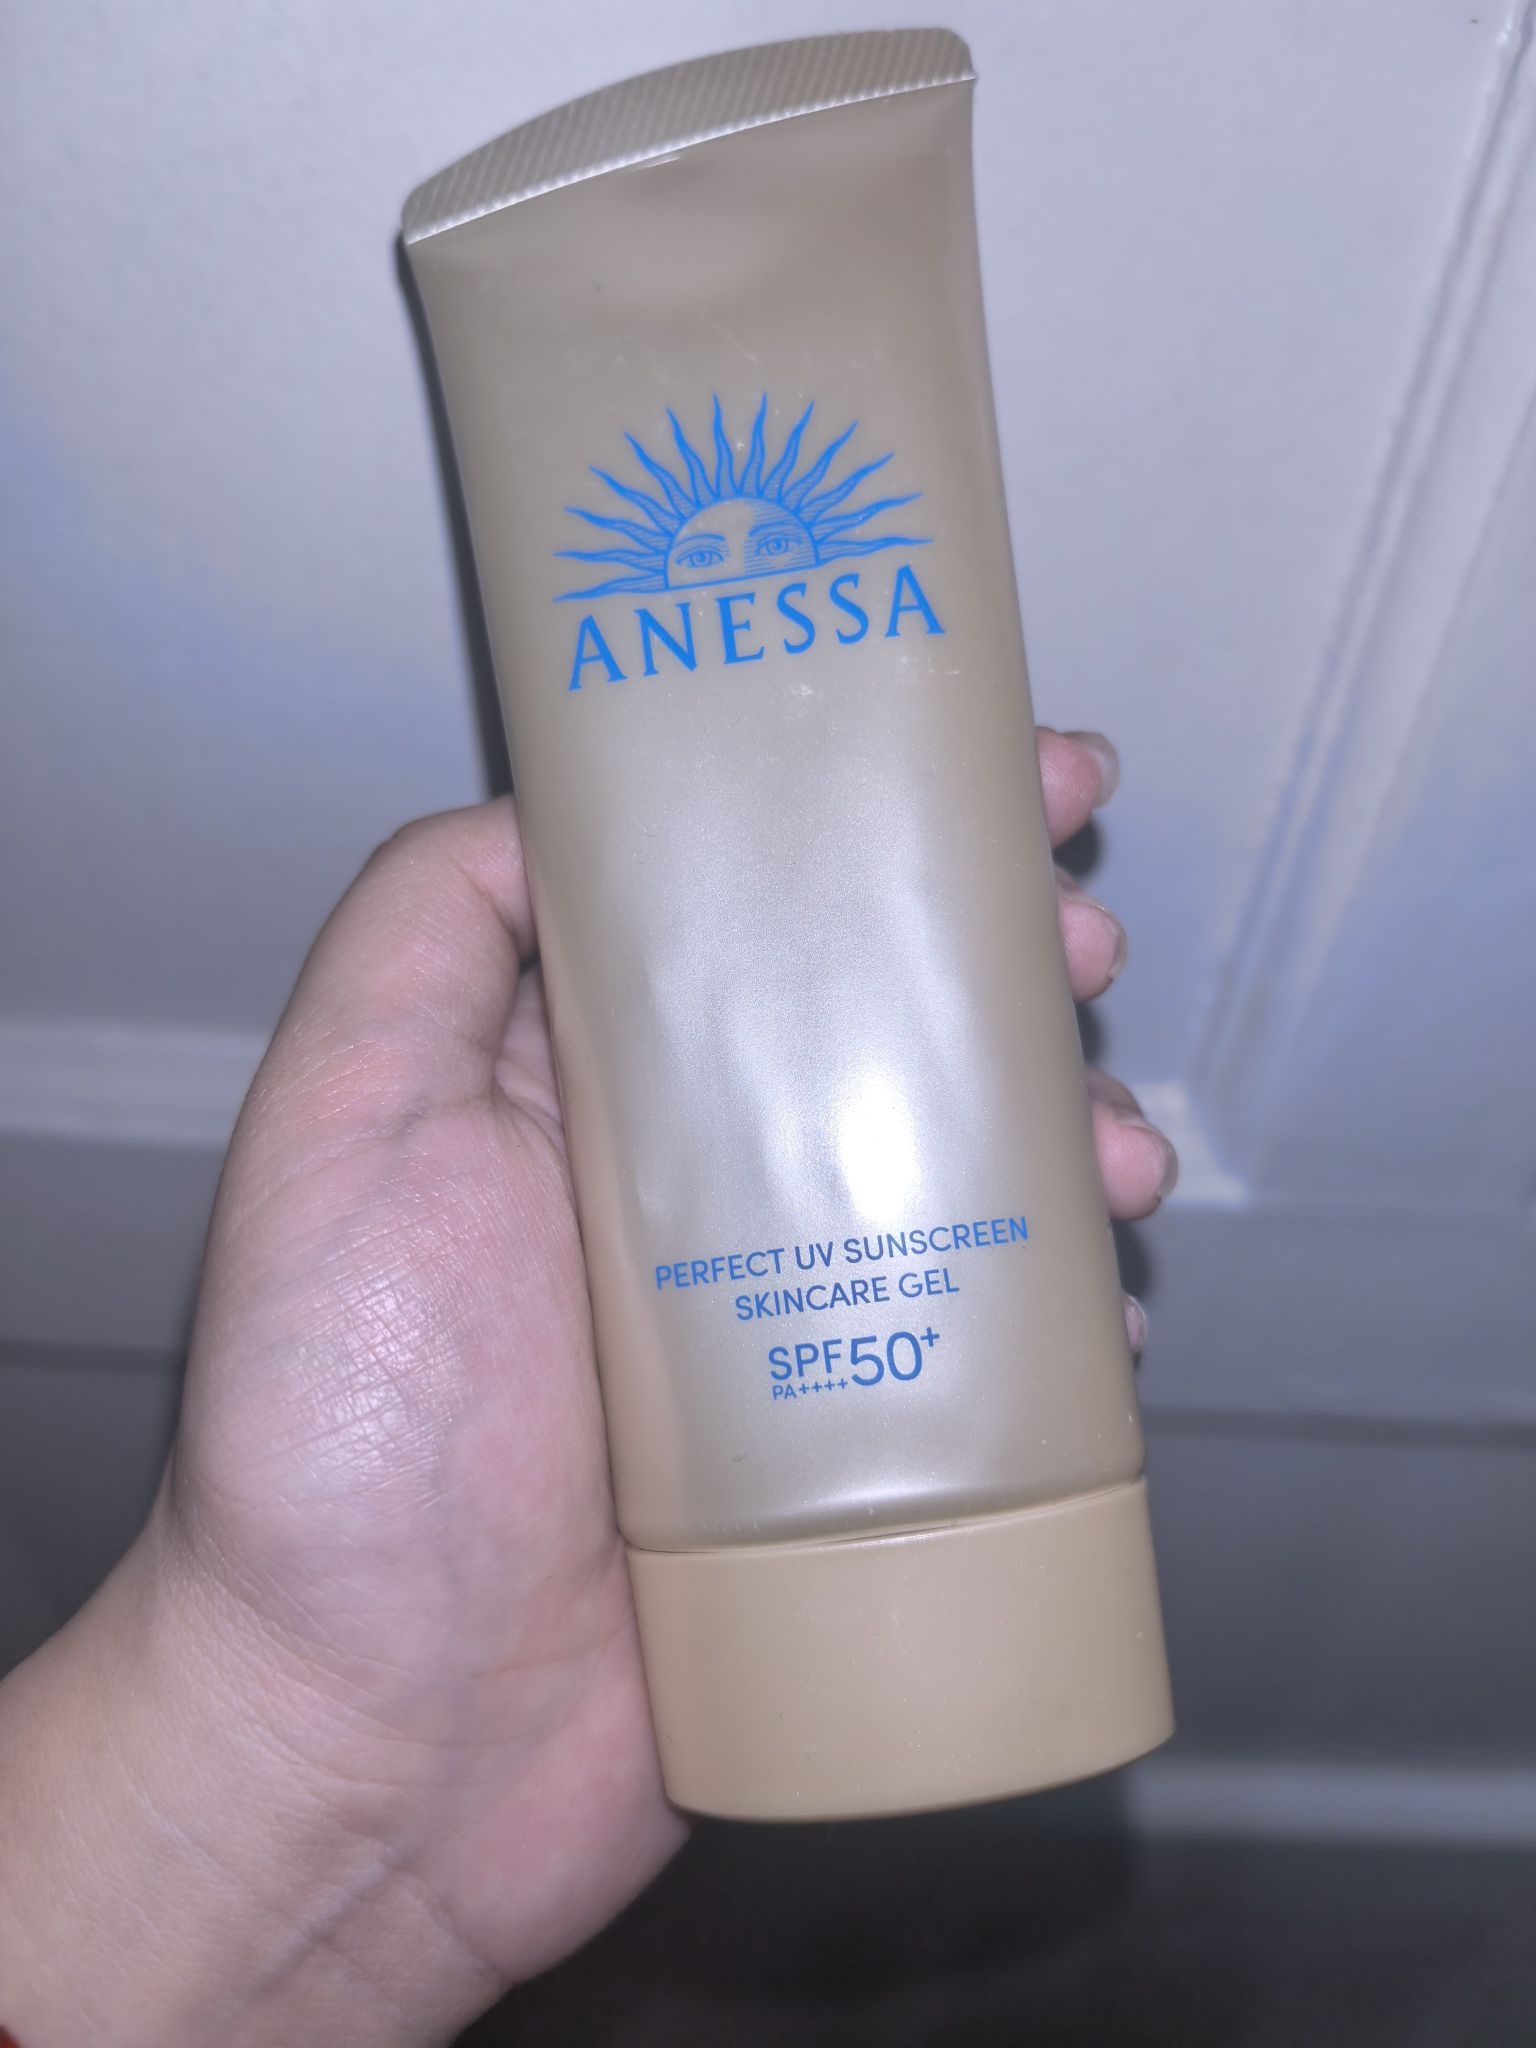 ANESSA
PERFECT UV SUNSCREEN
SKINCARE GEL
SPF50+
PA++++